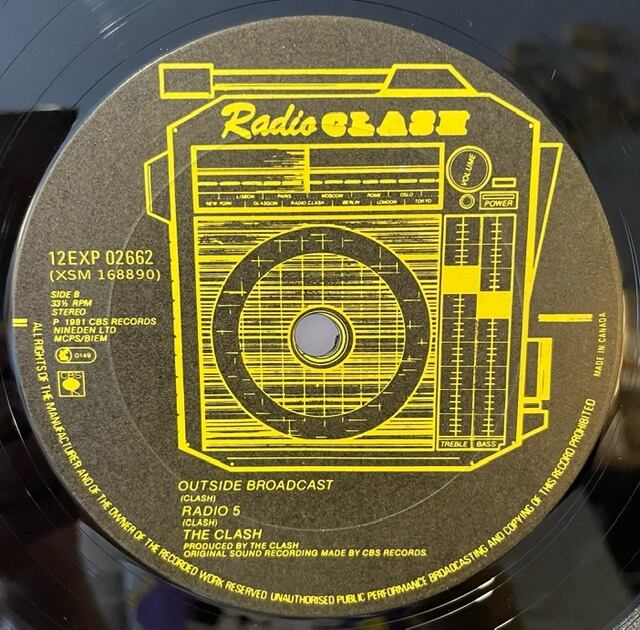 Radio CLASH
VOLUME
POWER
LISBON PARIS MOSCOW ROME OSLO
NEW YORK GLASGOW RADIO CLASH BERLIN LONDON TOKYO
12EXP 02662
(XSM 168890)
SIDE B
33⅓ RPM
STEREO
P 1981 CBS RECORDS
NINEDEN LTD
MCPS/BIEM
0149
CBS
MADE IN CANADA
TREBLE BASS
OUTSIDE BROADCAST
(CLASH)
RADIO 5
(CLASH)
THE CLASH
PRODUCED BY THE CLASH
ORIGINAL SOUND RECORDING MADE BY CBS RECORDS.
ALL RIGHTS OF THE MANUFACTURER AND OF THE OWNER OF THE RECORDED WORK RESERVED UNAUTHORISED PUBLIC PERFORMANCE BROADCASTING AND COPYING OF THIS RECORD PROHIBITED